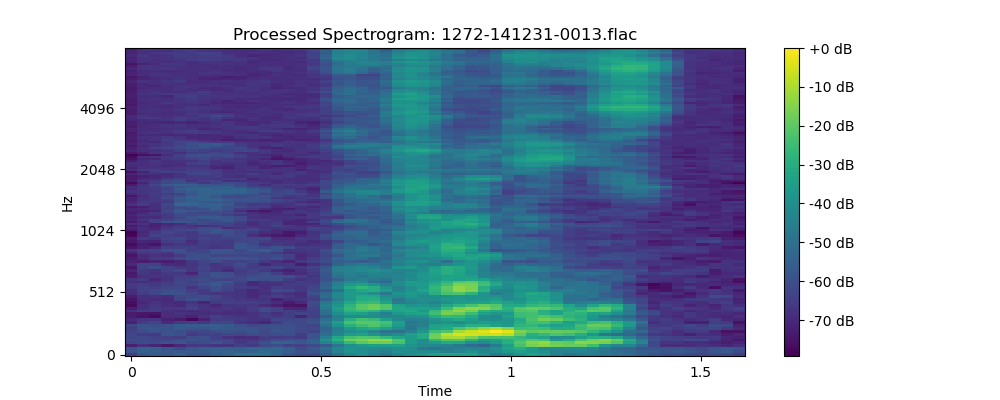 Processed Spectrogram: 1272-141231-0013.flac
Hz
4096
2048
1024
512
0
0
0.5
1
1.5
Time
+0 dB
-10 dB
-20 dB
-30 dB
-40 dB
-50 dB
-60 dB
-70 dB